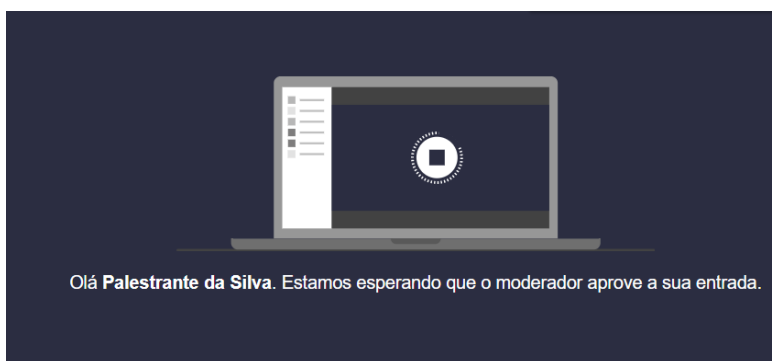 Olá Palestrante da Silva. Estamos esperando que o moderador aprove a sua entrada.